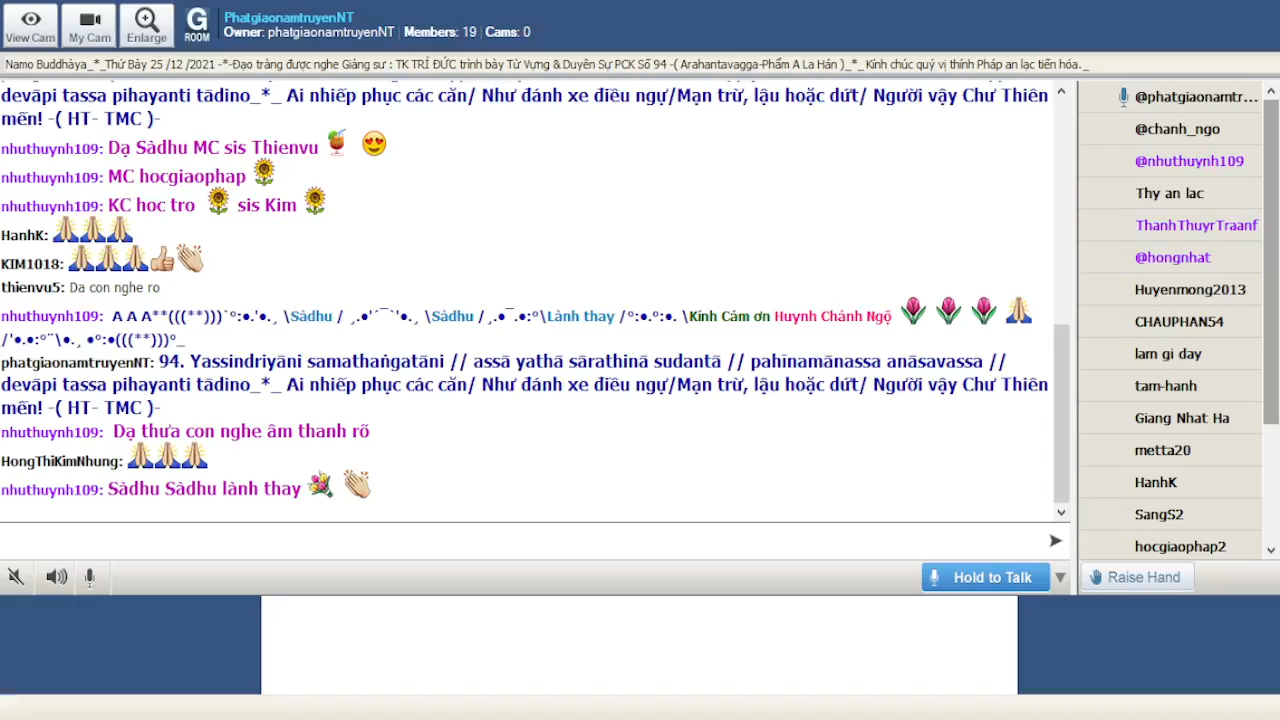 View Cam
My Cam
Enlarge
G
ROOM
PhatgiaonamtruyenNT
Owner: phatgiaonamtruyenNT | Members: 19 | Cams: 0
Namo Buddhàya_*_Thứ Bảy 25 /12 /2021 -*-Đạo tràng được nghe Giảng sư : TK TRÍ ĐỨC trình bày Từ Vựng & Duyên Sự PCK Số 94 -( Arahantavagga-Phẩm A La Hán )_*_ Kính chúc quý vị thính Pháp an lạc tiến hóa._
devāpi tassa pihayanti tādino_*_ Ai nhiếp phục các căn/ Như đánh xe điều ngự/Mạn trừ, lậu hoặc dứt/ Người vậy Chư Thiên
mến! -( HT- TMC )-
nhuthuynh109: Dạ Sàdhu MC sis Thienvu
nhuthuynh109: MC hocgiaophap
nhuthuynh109: KC hoc tro sis Kim
HanhK:
KIM1018:
thienvu5: Da con nghe ro
nhuthuynh109: A A A**(((**)))`°:•.'•.¸ \Sàdhu / ¸.•'´¯`'•.¸ \Sàdhu / ¸.•¯.•:°\Lành thay /°:•.°:•. \Kính Cám ơn Huynh Chánh Ngộ
/'•.•:°¨\•.¸ •°:•(((**)))°_
phatgiaonamtruyenNT: 94. Yassindriyāni samathaṅgatāni // assā yathā sārathinā sudantā // pahīnamānassa anāsavassa //
devāpi tassa pihayanti tādino_*_ Ai nhiếp phục các căn/ Như đánh xe điều ngự/Mạn trừ, lậu hoặc dứt/ Người vậy Chư Thiên
mến! -( HT- TMC )-
nhuthuynh109: Dạ thưa con nghe âm thanh rõ
HongThiKimNhung:
nhuthuynh109: Sàdhu Sàdhu lành thay
@phatgiaonamtr...
@chanh_ngo
@nhuthuynh109
Thy an lac
ThanhThuyrTraanf
@hongnhat
Huyenmong2013
CHAUPHAN54
lam gi day
tam-hanh
Giang Nhat Ha
metta20
HanhK
SangS2
hocgiaophap2
Hold to Talk
Raise Hand